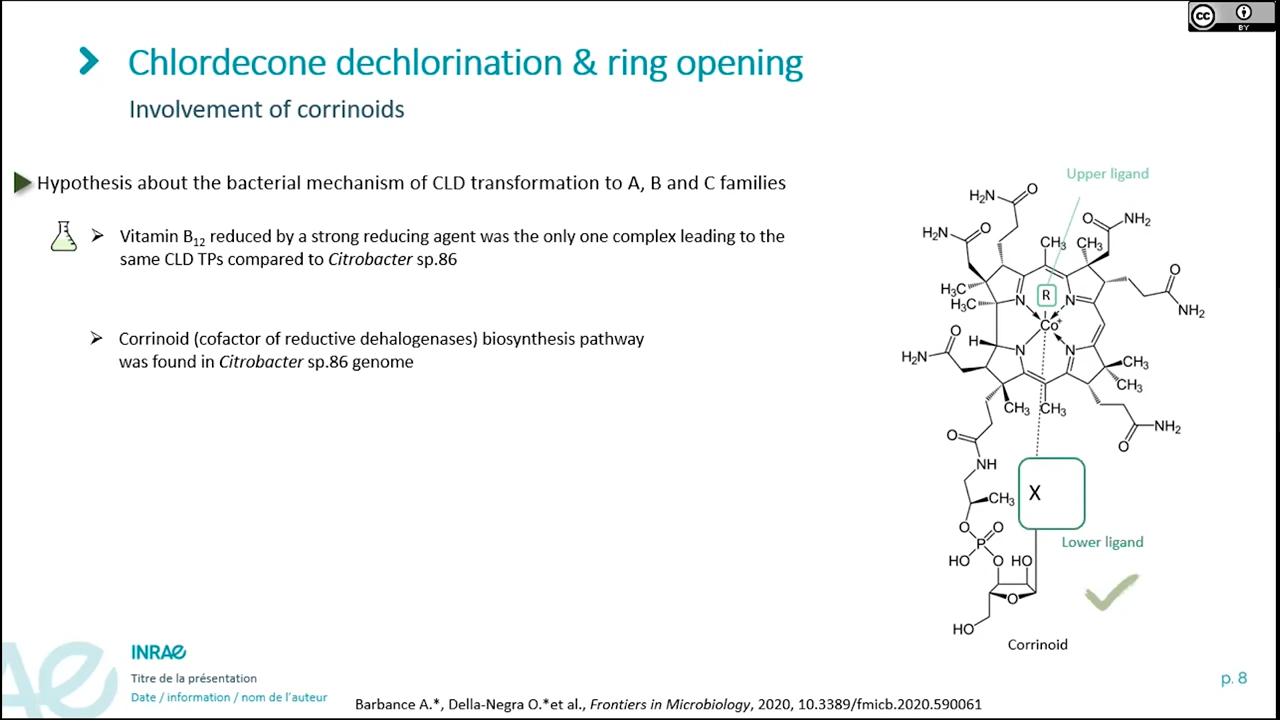 cc
BY
Chlordecone dechlorination & ring opening
Involvement of corrinoids
Hypothesis about the bacterial mechanism of CLD transformation to A, B and C families
Vitamin B12 reduced by a strong reducing agent was the only one complex leading to the
same CLD TPs compared to Citrobacter sp.86
Corrinoid (cofactor of reductive dehalogenases) biosynthesis pathway
was found in Citrobacter sp.86 genome
Upper ligand
H₂N
O
O
NH₂
H₂N
O
CH₃
CH₃
O
H₃C
R
NH₂
H₃C
N
N
Co⁺
O
H
N
N
CH₃
H₂N
CH₃
CH₃
CH₃
O
NH₂
O
NH
X
CH₃
O
O
P
Lower ligand
HO
O
HO
O
HO
Corrinoid
INRAE
Titre de la présentation
Date / information / nom de l'auteur
p. 8
Barbance A.*, Della-Negra O.*et al., Frontiers in Microbiology, 2020, 10.3389/fmicb.2020.590061